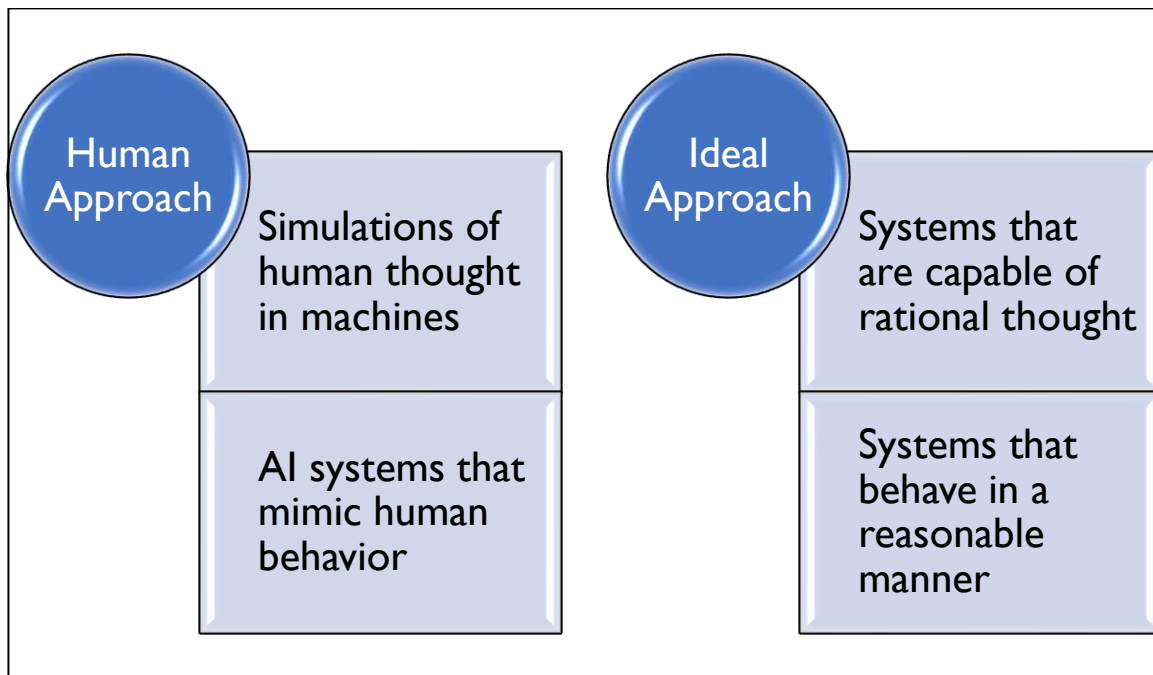 Human
Approach
Simulations of
human thought
in machines
AI systems that
mimic human
behavior
Ideal
Approach
Systems that
are capable of
rational thought
Systems that
behave in a
reasonable
manner